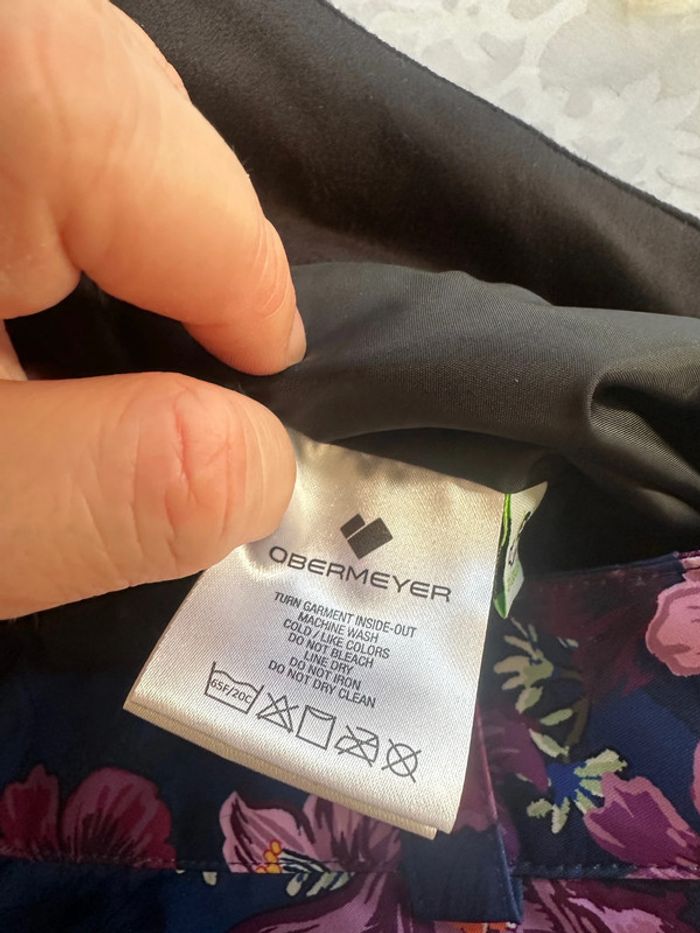 OBERMEYER
TURN GARMENT INSIDE-OUT
MACHINE WASH
COLD / LIKE COLORS
DO NOT BLEACH
LINE DRY
DO NOT IRON
DO NOT DRY CLEAN
65F/20C